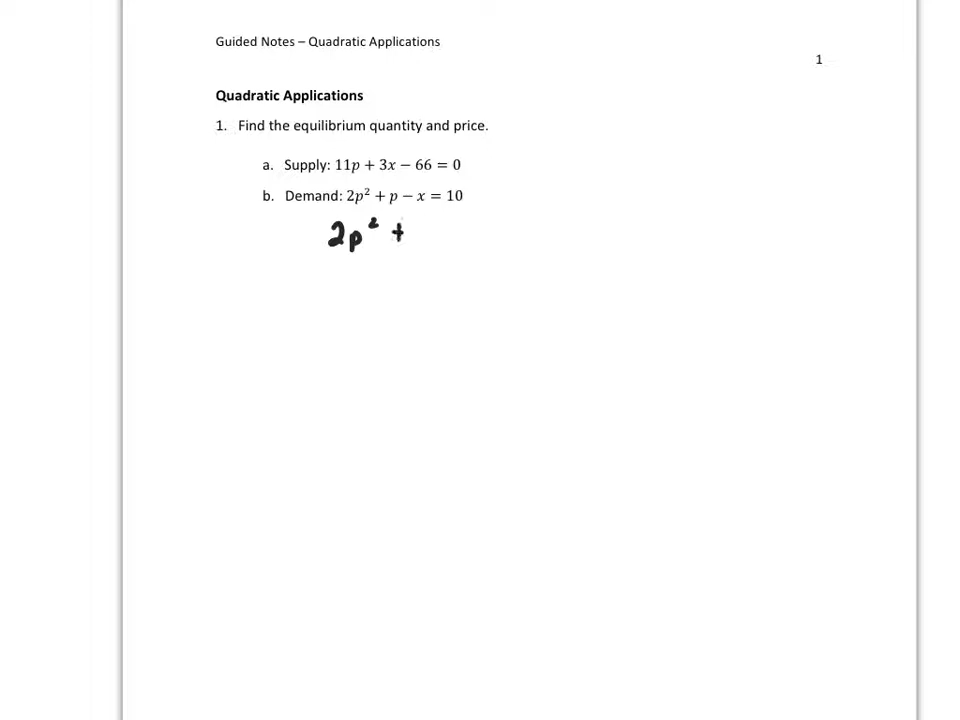 Guided Notes – Quadratic Applications
1
Quadratic Applications
1. Find the equilibrium quantity and price.
a. Supply: 11p + 3x − 66 = 0
b. Demand: 2p² + p − x = 10
2p² +